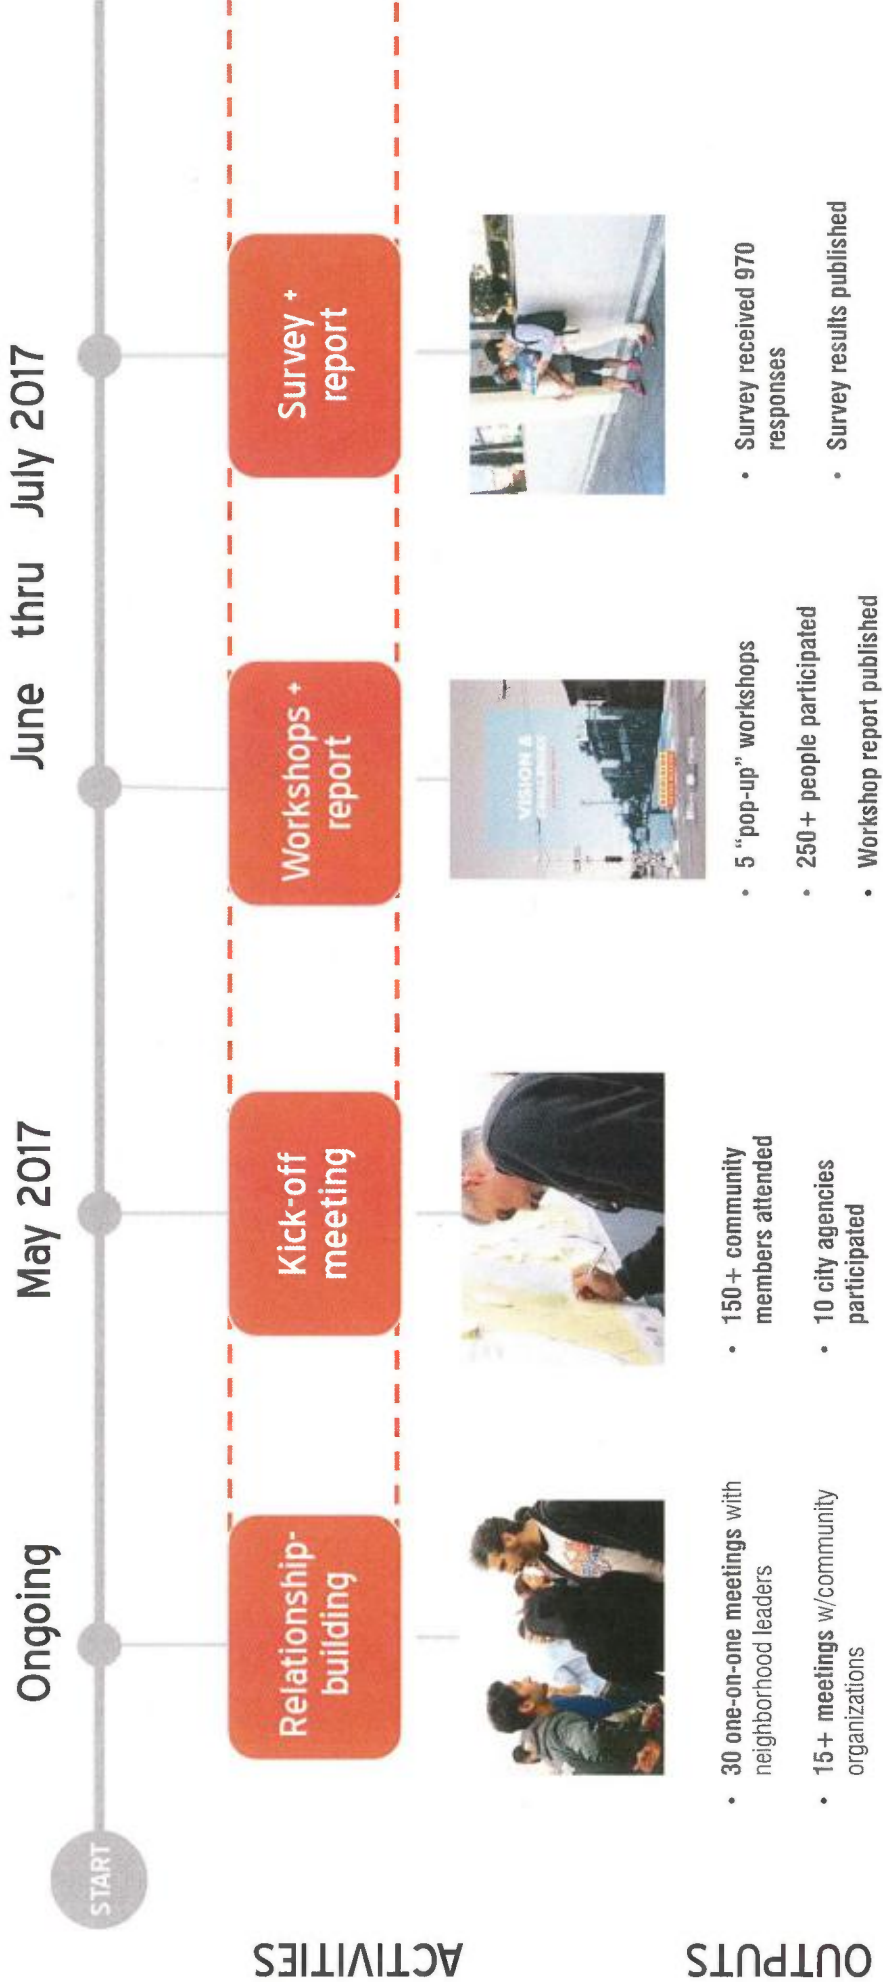 START
Ongoing
May 2017
June thru July 2017
ACTIVITIES
Relationship-
building
Kick-off
meeting
Workshops +
report
Survey +
report
VISION &
OUTPUTS
• 30 one-on-one meetings with
neighborhood leaders
• 15+ meetings w/community
organizations
• 150+ community
members attended
• 10 city agencies
participated
• 5 “pop-up” workshops
• 250+ people participated
• Workshop report published
• Survey received 970
responses
• Survey results published